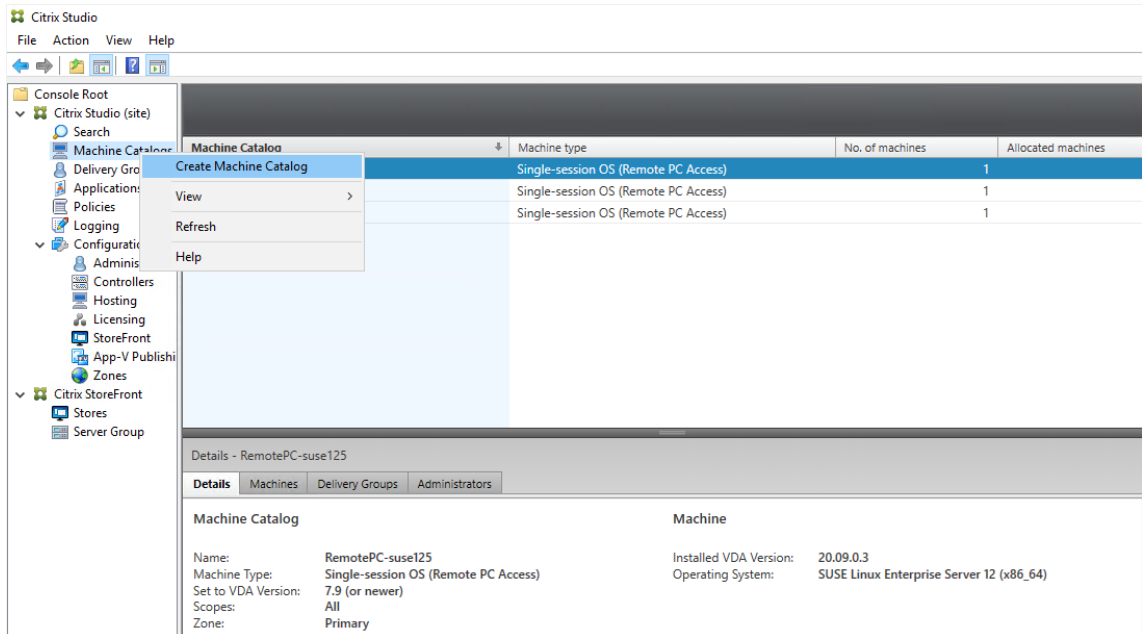 Citrix Studio
File Action View Help
Console Root
Citrix Studio (site)
Search
Machine Catalogs
Delivery Gro
Applications
Policies
Logging
Configuratio
Adminis
Controllers
Hosting
Licensing
StoreFront
App-V Publishi
Zones
Citrix StoreFront
Stores
Server Group
Create Machine Catalog
View
Refresh
Help
Machine Catalog Machine type No. of machines Allocated machines
Single-session OS (Remote PC Access) 1
Single-session OS (Remote PC Access) 1
Single-session OS (Remote PC Access) 1
Details - RemotePC-suse125
Details Machines Delivery Groups Administrators
Machine Catalog
Name: RemotePC-suse125
Machine Type: Single-session OS (Remote PC Access)
Set to VDA Version: 7.9 (or newer)
Scopes: All
Zone: Primary
Machine
Installed VDA Version: 20.09.0.3
Operating System: SUSE Linux Enterprise Server 12 (x86_64)